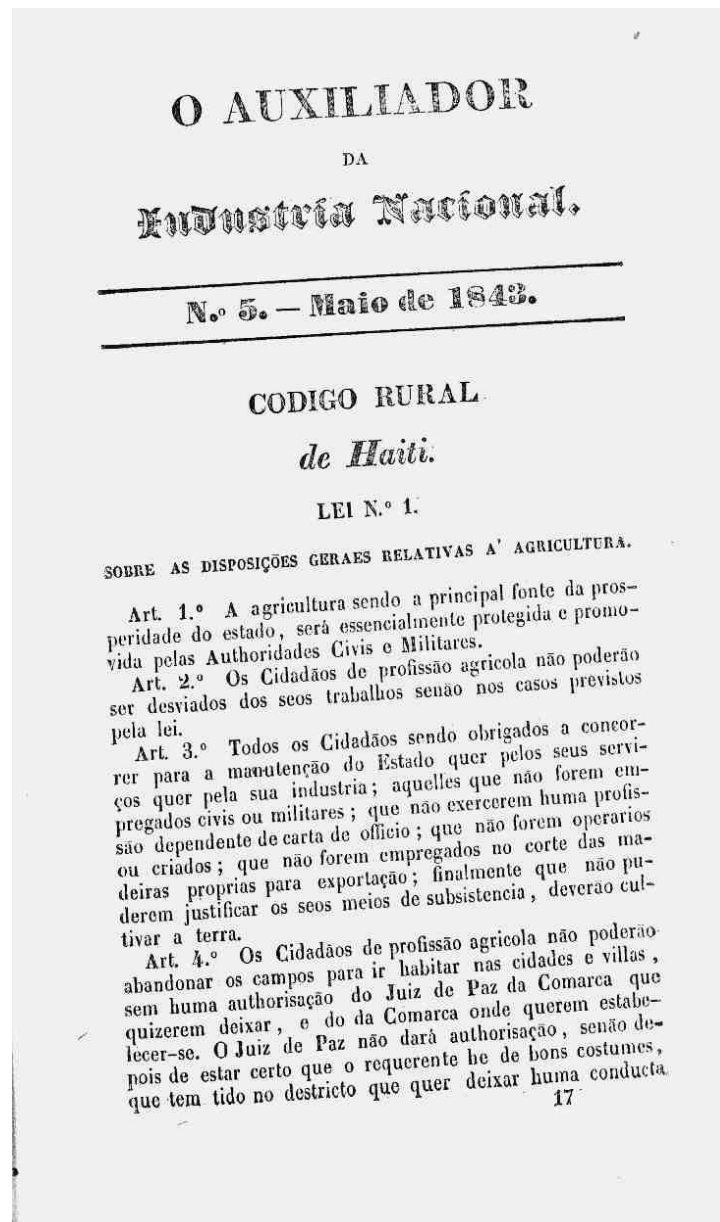 O AUXILIADOR
DA
Industria Nacional.
N.º 5. — Maio de 1843.
CODIGO RURAL
de Haiti.
LEI N.º 1.
SOBRE AS DISPOSIÇÕES GERAES RELATIVAS A' AGRICULTURA.
Art. 1.º A agricultura sendo a principal fonte da pros-
peridade do estado, será essencialmente protegida e promo-
vida pelas Authoridades Civis e Militares.
Art. 2.º Os Cidadãos de profissão agricola não poderão
ser desviados dos seos trabalhos senão nos casos previstos
pela lei.
Art. 3.º Todos os Cidadãos sendo obrigados a concor-
rer para a manutenção do Estado quer pelos seus servi-
ços quer pela sua industria; aquelles que não forem em-
pregados civis ou militares; que não exercerem huma profis-
são dependente de carta de officio; que não forem operarios
ou criados; que não forem empregados no corte das ma-
deiras proprias para exportação; finalmente que não pu-
derem justificar os seos meios de subsistencia, deverão cul-
tivar a terra.
Art. 4.º Os Cidadãos de profissão agricola não poderão
abandonar os campos para ir habitar nas cidades e villas,
sem huma authorisação do Juiz de Paz da Comarca que
quizerem deixar, e do da Comarca onde querem estabe-
lecer-se. O Juiz de Paz não dará authorisação, senão de-
pois de estar certo que o requerente he de bons costumes,
que tem tido no destricto que quer deixar huma conducta
17